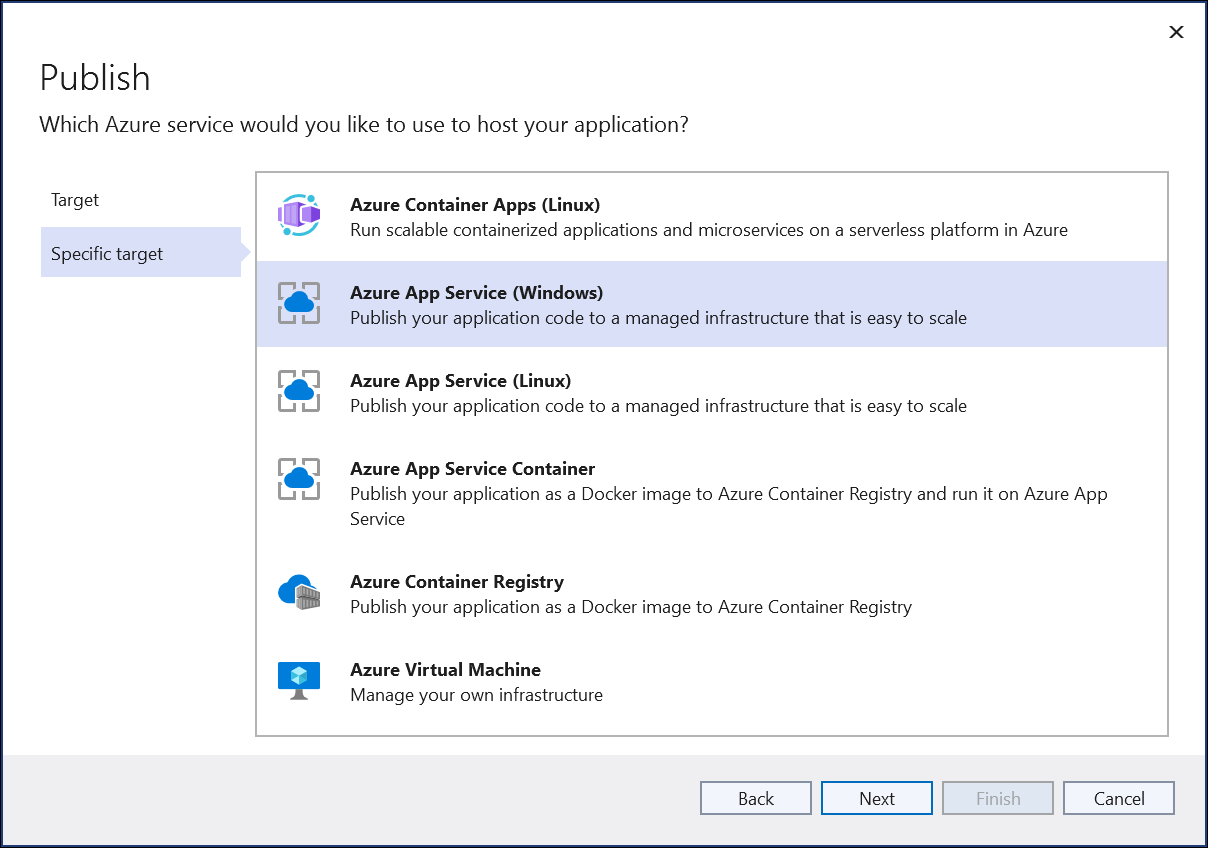 Publish
Which Azure service would you like to use to host your application?
Target
Specific target
Azure Container Apps (Linux)
Run scalable containerized applications and microservices on a serverless platform in Azure
Azure App Service (Windows)
Publish your application code to a managed infrastructure that is easy to scale
Azure App Service (Linux)
Publish your application code to a managed infrastructure that is easy to scale
Azure App Service Container
Publish your application as a Docker image to Azure Container Registry and run it on Azure App
Service
Azure Container Registry
Publish your application as a Docker image to Azure Container Registry
Azure Virtual Machine
Manage your own infrastructure
Back
Next
Finish
Cancel